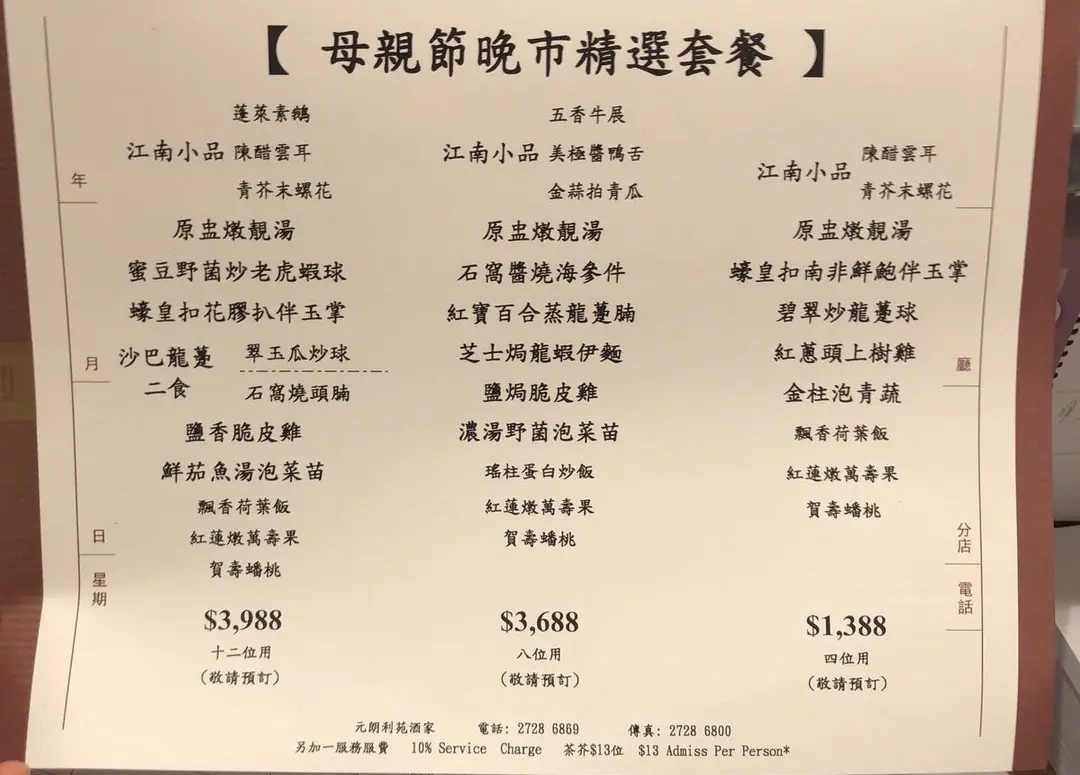 【 母親節晚市精選套餐 】
蓬萊素鵝
江南小品 陳醋雲耳
青芥末螺花
原盅燉靚湯
蜜豆野菌炒老虎蝦球
蠔皇扣花膠扒伴玉掌
沙巴龍躉
二食
翠玉瓜炒球
石窩燒頭腩
鹽香脆皮雞
鮮茄魚湯泡菜苗
飄香荷葉飯
紅蓮燉萬壽果
賀壽蟠桃
$3,988
十二位用
(敬請預訂)
五香牛展
江南小品 美極醬鴨舌
金蒜拍青瓜
原盅燉靚湯
石窩醬燒海參件
紅寶百合蒸龍躉腩
芝士焗龍蝦伊麵
鹽焗脆皮雞
濃湯野菌泡菜苗
瑤柱蛋白炒飯
紅蓮燉萬壽果
賀壽蟠桃
$3,688
八位用
(敬請預訂)
江南小品
陳醋雲耳
青芥末螺花
原盅燉靚湯
蠔皇扣南非鮮鮑伴玉掌
碧翠炒龍躉球
紅蔥頭上樹雞
金柱泡青蔬
飄香荷葉飯
紅蓮燉萬壽果
賀壽蟠桃
$1,388
四位用
(敬請預訂)
年
月
日
星期
廳
分店
電話
元朗利苑酒家 電話: 2728 6869 傳真: 2728 6800
另加一服務服費 10% Service Charge 茶芥$13位 $13 Admiss Per Person*